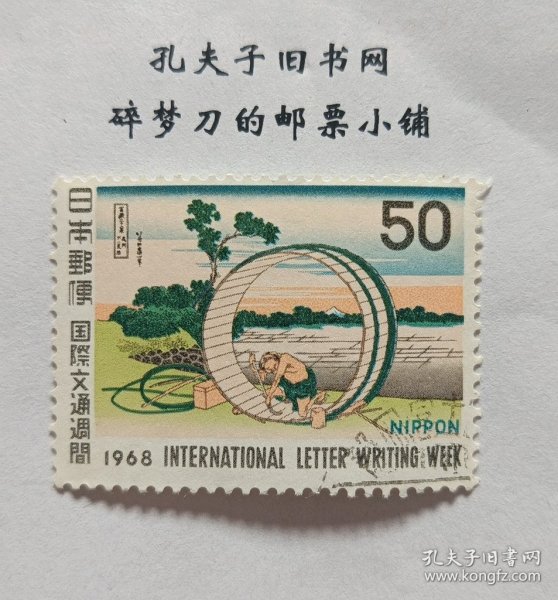 孔夫子旧书网
碎梦刀的邮票小铺
日本郵便 国際文通週間
50
NIPPON
1968 INTERNATIONAL LETTER WRITING WEEK
孔夫子旧书网
www.kongfz.com